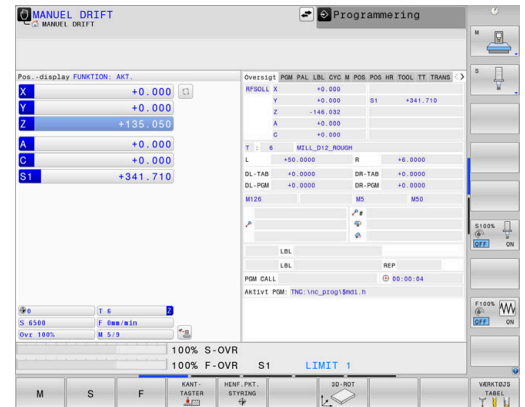 MANUEL DRIFT
MANUEL DRIFT
Programmering
Pos.-display FUNKTION: AKT.
X +0.000
Y +0.000
Z +135.050
A +0.000
C +0.000
S1 +341.710
Oversigt PGM PAL LBL CYC M POS POS HR TOOL TT TRANS
RFSOLL X +0.000
Y +0.000 S1 +341.710
Z -146.032
A +0.000
C +0.000
T : 6 MILL_D12_ROUGH
L +50.0000 R +6.0000
DL-TAB +0.0000 DR-TAB +0.0000
DL-PGM +0.0000 DR-PGM +0.0000
M126 M5 M50
LBL
LBL REP
PGM CALL 00:00:04
Aktivt PGM: TNC:\nc_prog\$mdi.h
0 T 6 Z
S 6500 F 0mm/min
Ovr 100% M 5/9
100% S-OVR
100% F-OVR S1 LIMIT 1
M
S
F
KANT-
TASTER
HENF.PKT.
STYRING
3D-ROT
VÆRKTØJS
TABEL
M
S
S100%
OFF ON
F100%
OFF ON